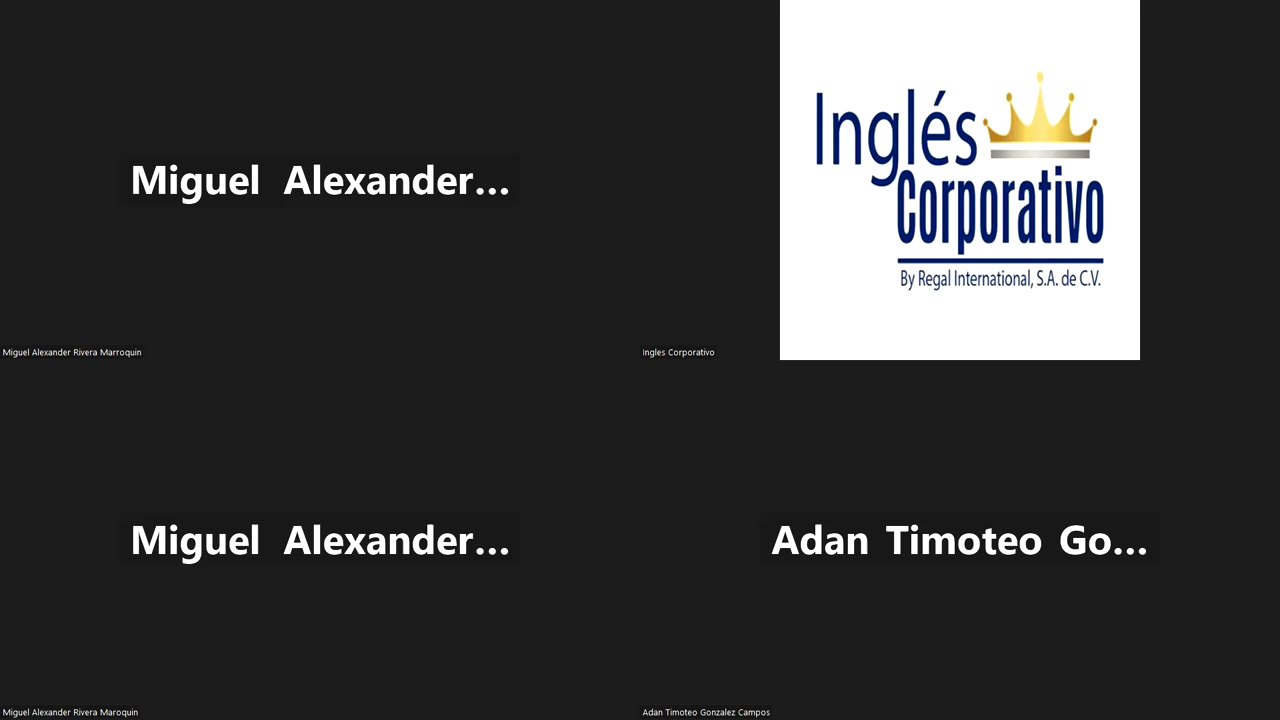 Miguel Alexander...
Miguel Alexander Rivera Marroquin
Inglés
Corporativo
By Regal International, S.A. de C.V.
Ingles Corporativo
Miguel Alexander...
Miguel Alexander Rivera Maroquin
Adan Timoteo Go...
Adan Timoteo Gonzalez Campos